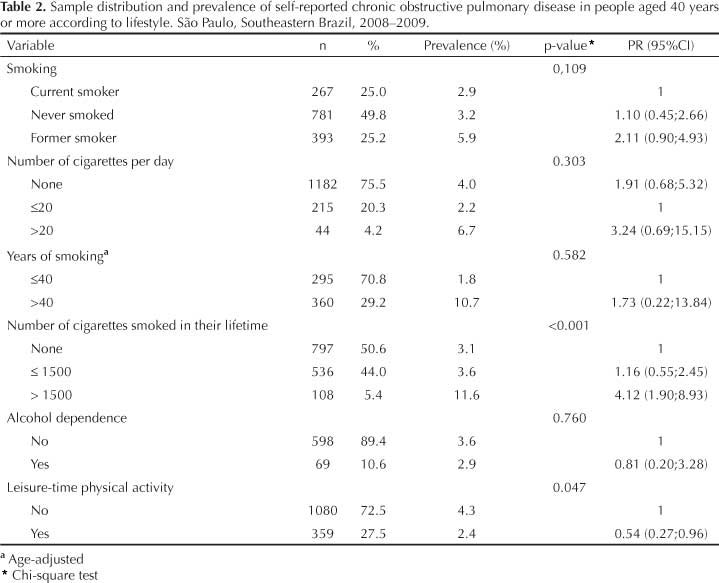 Table 2. Sample distribution and prevalence of self-reported chronic obstructive pulmonary disease in people aged 40 years
or more according to lifestyle. São Paulo, Southeastern Brazil, 2008–2009.
Variable n % Prevalence (%) p-value* PR (95%CI)
Smoking 0,109
Current smoker 267 25.0 2.9 1
Never smoked 781 49.8 3.2 1.10 (0.45;2.66)
Former smoker 393 25.2 5.9 2.11 (0.90;4.93)
Number of cigarettes per day 0.303
None 1182 75.5 4.0 1.91 (0.68;5.32)
≤20 215 20.3 2.2 1
>20 44 4.2 6.7 3.24 (0.69;15.15)
Years of smokingª 0.582
≤40 295 70.8 1.8 1
>40 360 29.2 10.7 1.73 (0.22;13.84)
Number of cigarettes smoked in their lifetime <0.001
None 797 50.6 3.1 1
≤ 1500 536 44.0 3.6 1.16 (0.55;2.45)
> 1500 108 5.4 11.6 4.12 (1.90;8.93)
Alcohol dependence 0.760
No 598 89.4 3.6 1
Yes 69 10.6 2.9 0.81 (0.20;3.28)
Leisure-time physical activity 0.047
No 1080 72.5 4.3 1
Yes 359 27.5 2.4 0.54 (0.27;0.96)
ª Age-adjusted
* Chi-square test